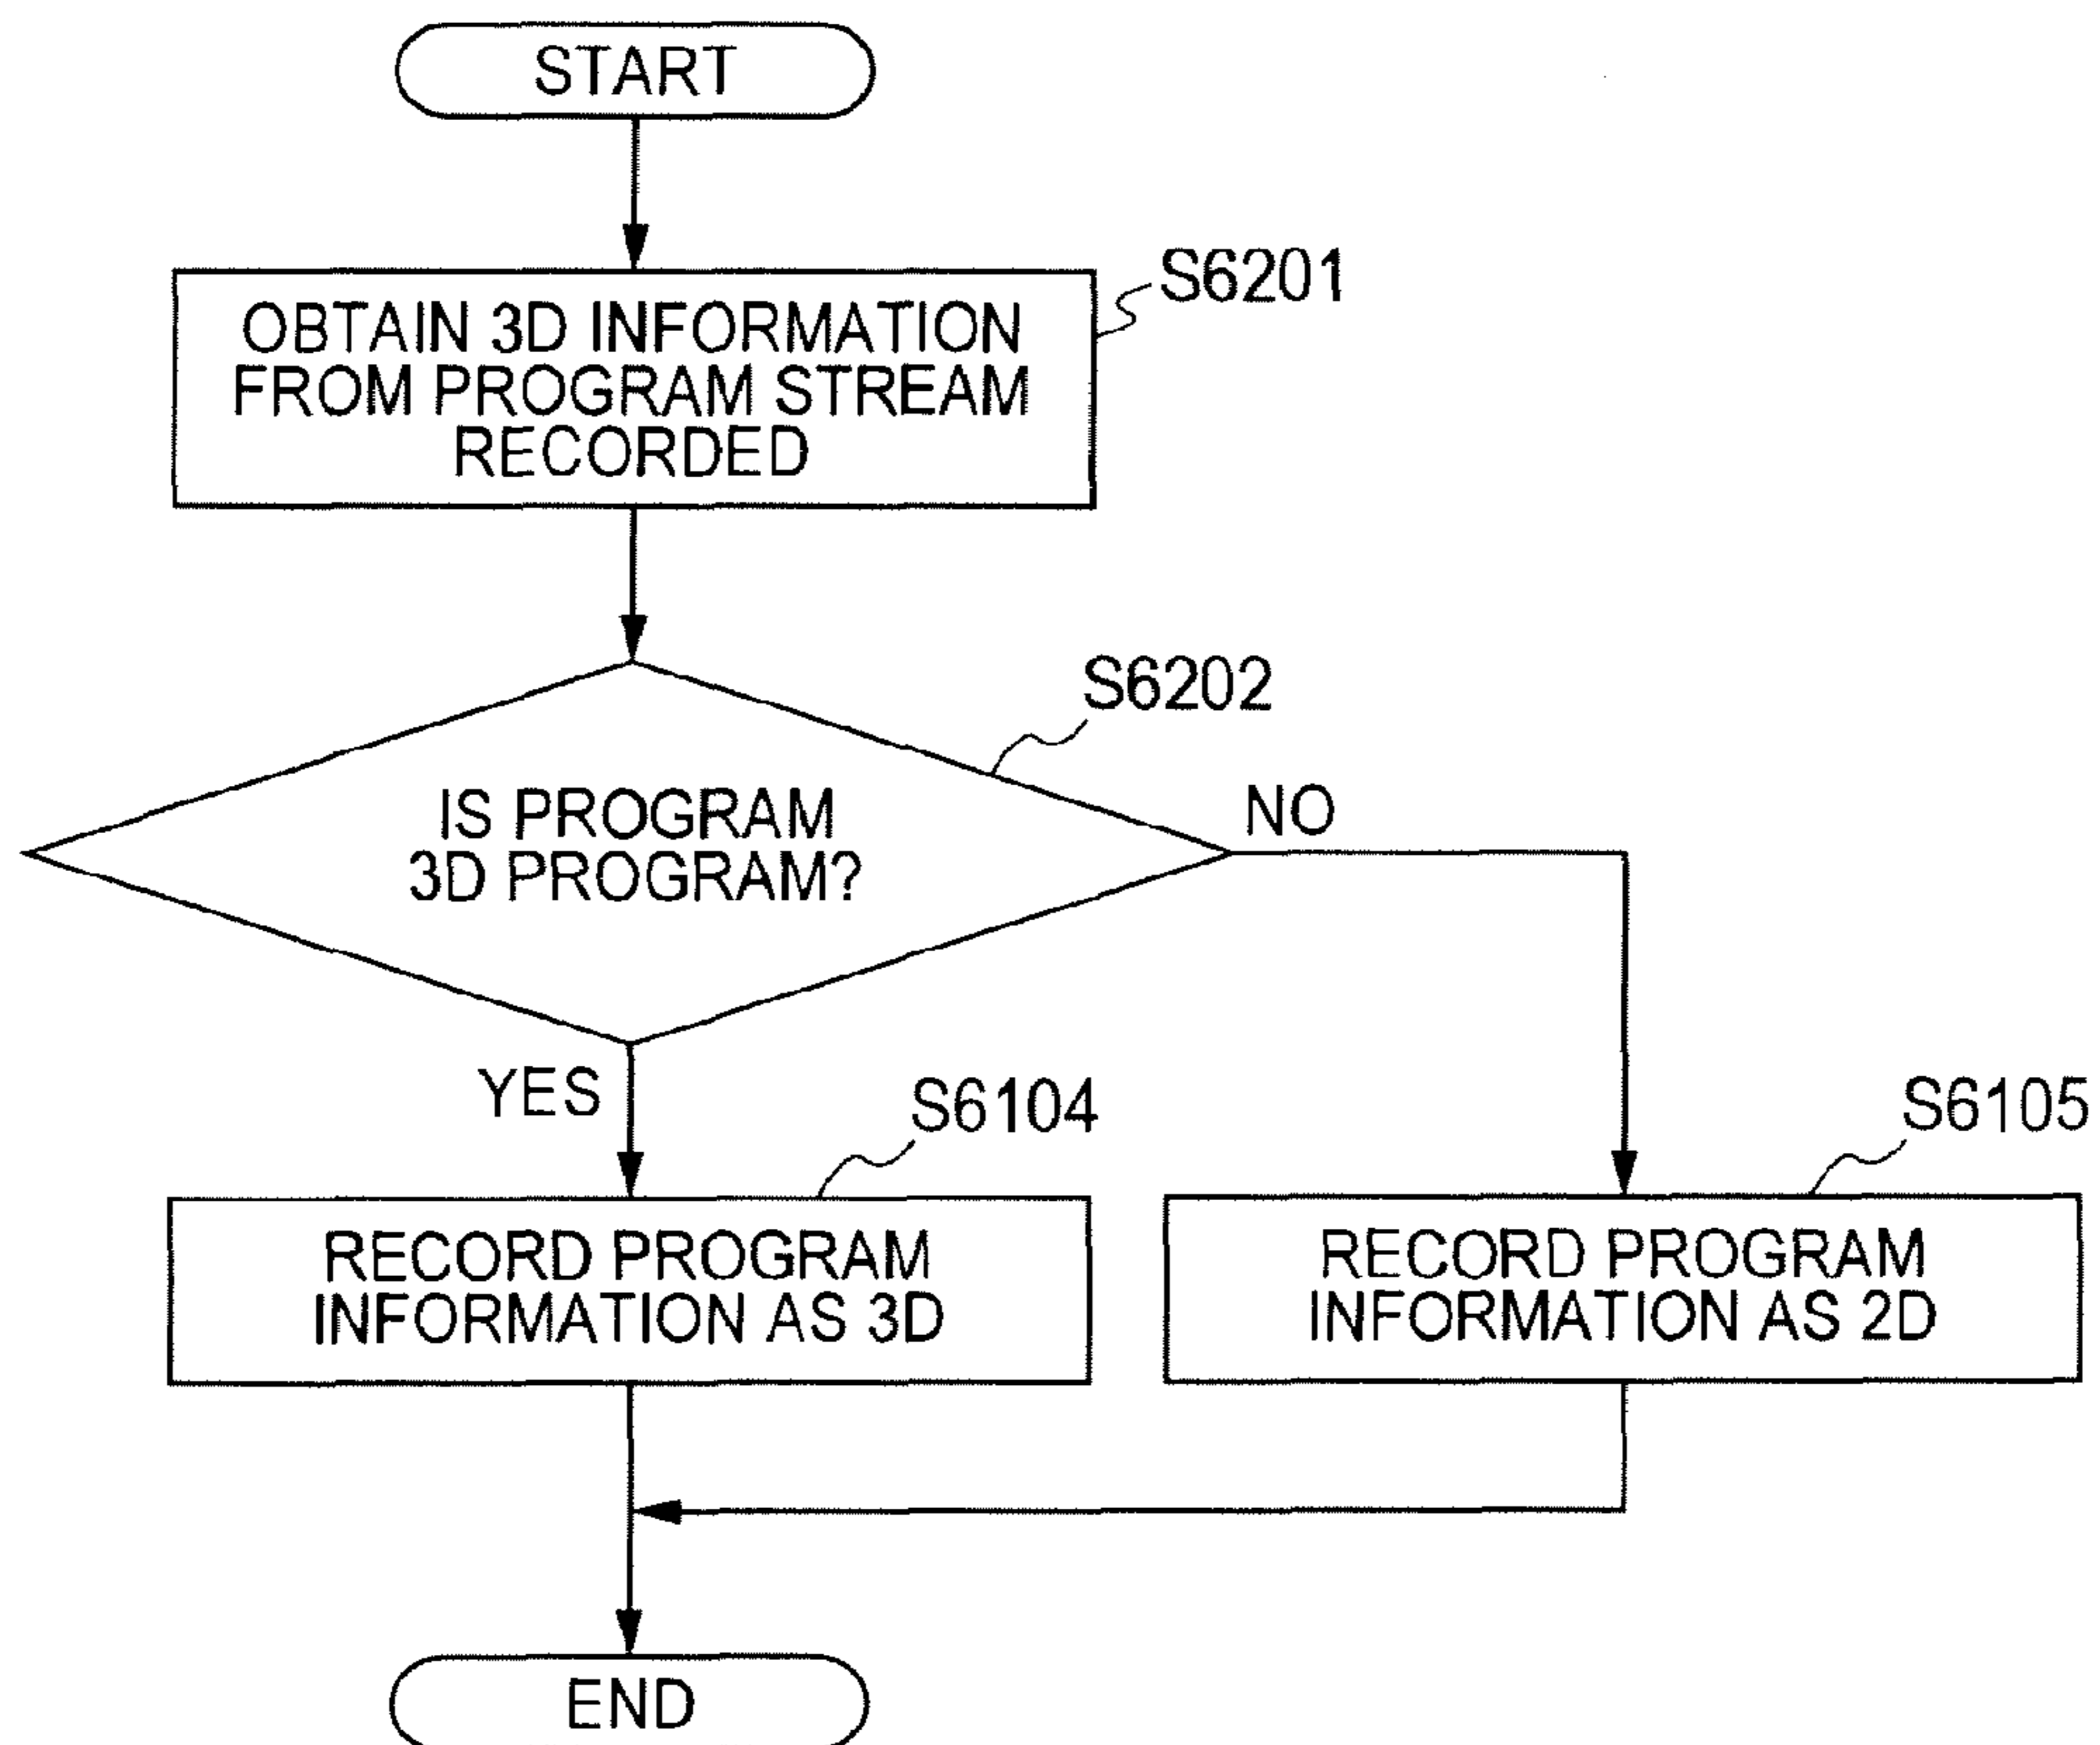 START
S6201
OBTAIN 3D INFORMATION
FROM PROGRAM STREAM
RECORDED
S6202
IS PROGRAM
3D PROGRAM?
NO
YES
S6104
RECORD PROGRAM
INFORMATION AS 3D
S6105
RECORD PROGRAM
INFORMATION AS 2D
END